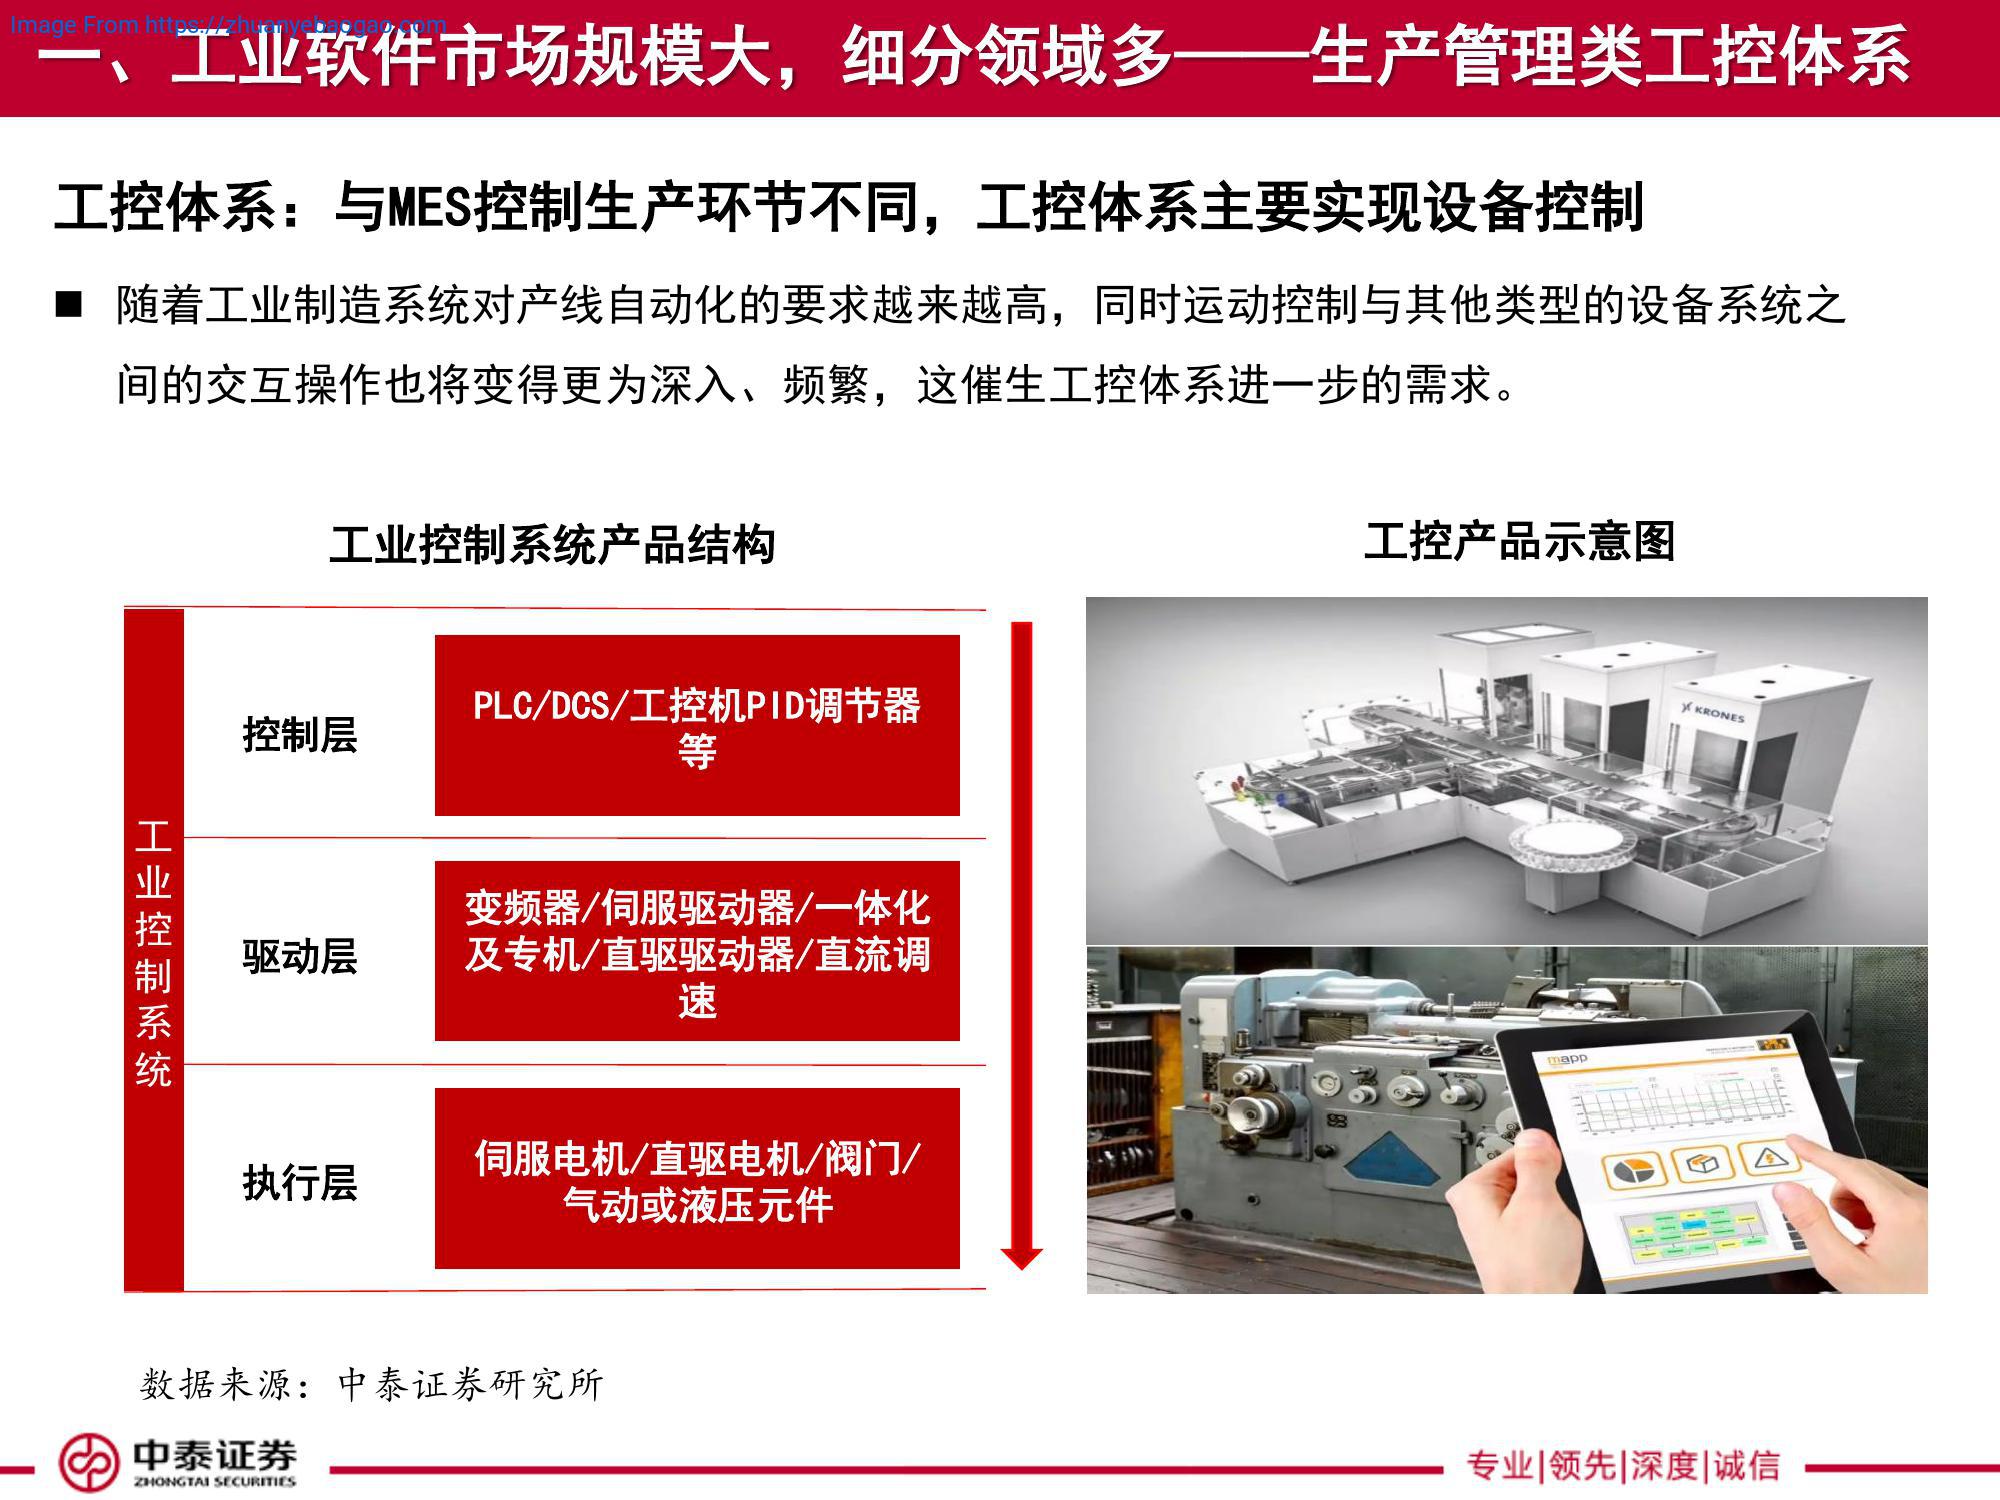 Image From https://zhuanyebaogao.com
一、工业软件市场规模大，细分领域多——生产管理类工控体系
工控体系：与MES控制生产环节不同，工控体系主要实现设备控制
■ 随着工业制造系统对产线自动化的要求越来越高，同时运动控制与其他类型的设备系统之
间的交互操作也将变得更为深入、频繁，这催生工控体系进一步的需求。
工业控制系统产品结构
工业控制系统
控制层
PLC/DCS/工控机PID调节器
等
驱动层
变频器/伺服驱动器/一体化
及专机/直驱驱动器/直流调
速
执行层
伺服电机/直驱电机/阀门/
气动或液压元件
工控产品示意图
KRONES
mapp
数据来源：中泰证券研究所
中泰证券
ZHONGTAI SECURITIES
专业|领先|深度|诚信